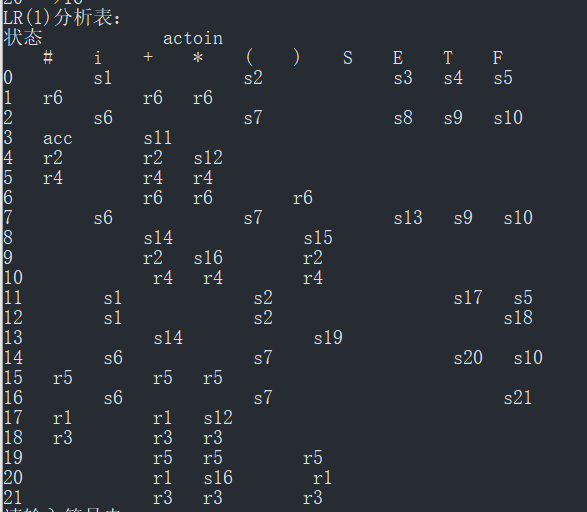 LR(1)分析表:
状态 actoin
# i + * ( ) S E T F
0 s1 s2 s3 s4 s5
1 r6 r6 r6
2 s6 s7 s8 s9 s10
3 acc s11
4 r2 r2 s12
5 r4 r4 r4
6 r6 r6 r6
7 s6 s7 s13 s9 s10
8 s14 s15
9 r2 s16 r2
10 r4 r4 r4
11 s1 s2 s17 s5
12 s1 s2 s18
13 s14 s19
14 s6 s7 s20 s10
15 r5 r5 r5
16 s6 s7 s21
17 r1 r1 s12
18 r3 r3 r3
19 r5 r5 r5
20 r1 s16 r1
21 r3 r3 r3